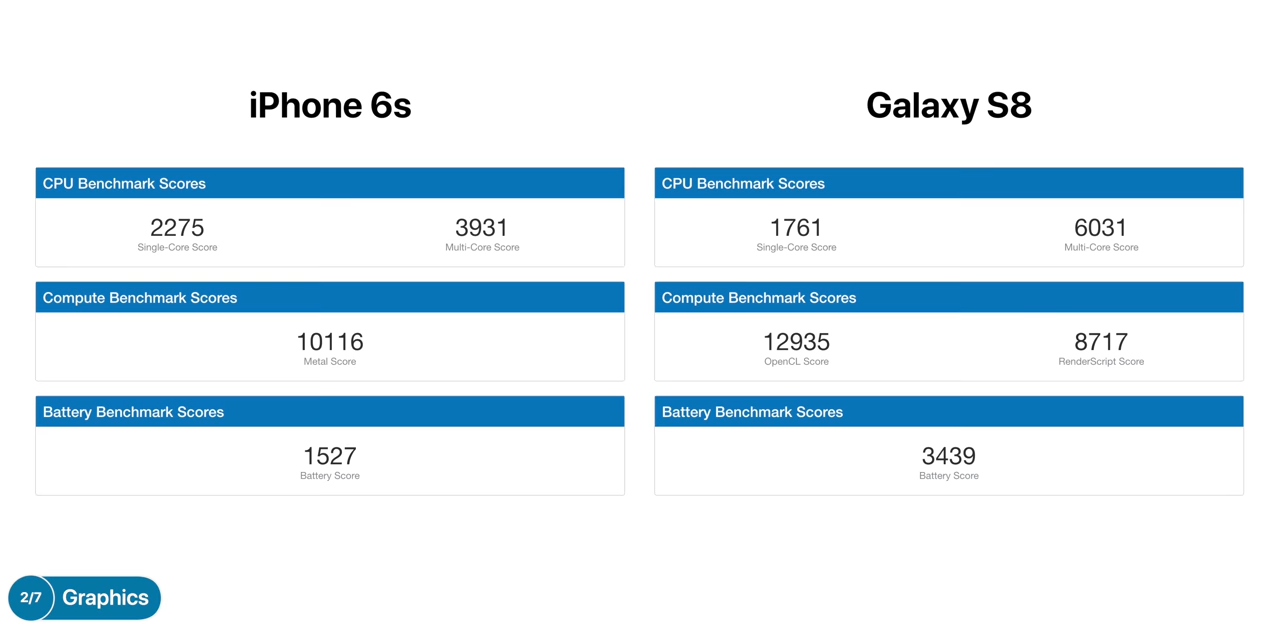 iPhone 6s
CPU Benchmark Scores
2275
Single-Core Score
3931
Multi-Core Score
Compute Benchmark Scores
10116
Metal Score
Battery Benchmark Scores
1527
Battery Score
Galaxy S8
CPU Benchmark Scores
1761
Single-Core Score
6031
Multi-Core Score
Compute Benchmark Scores
12935
OpenCL Score
8717
RenderScript Score
Battery Benchmark Scores
3439
Battery Score
2/7 Graphics